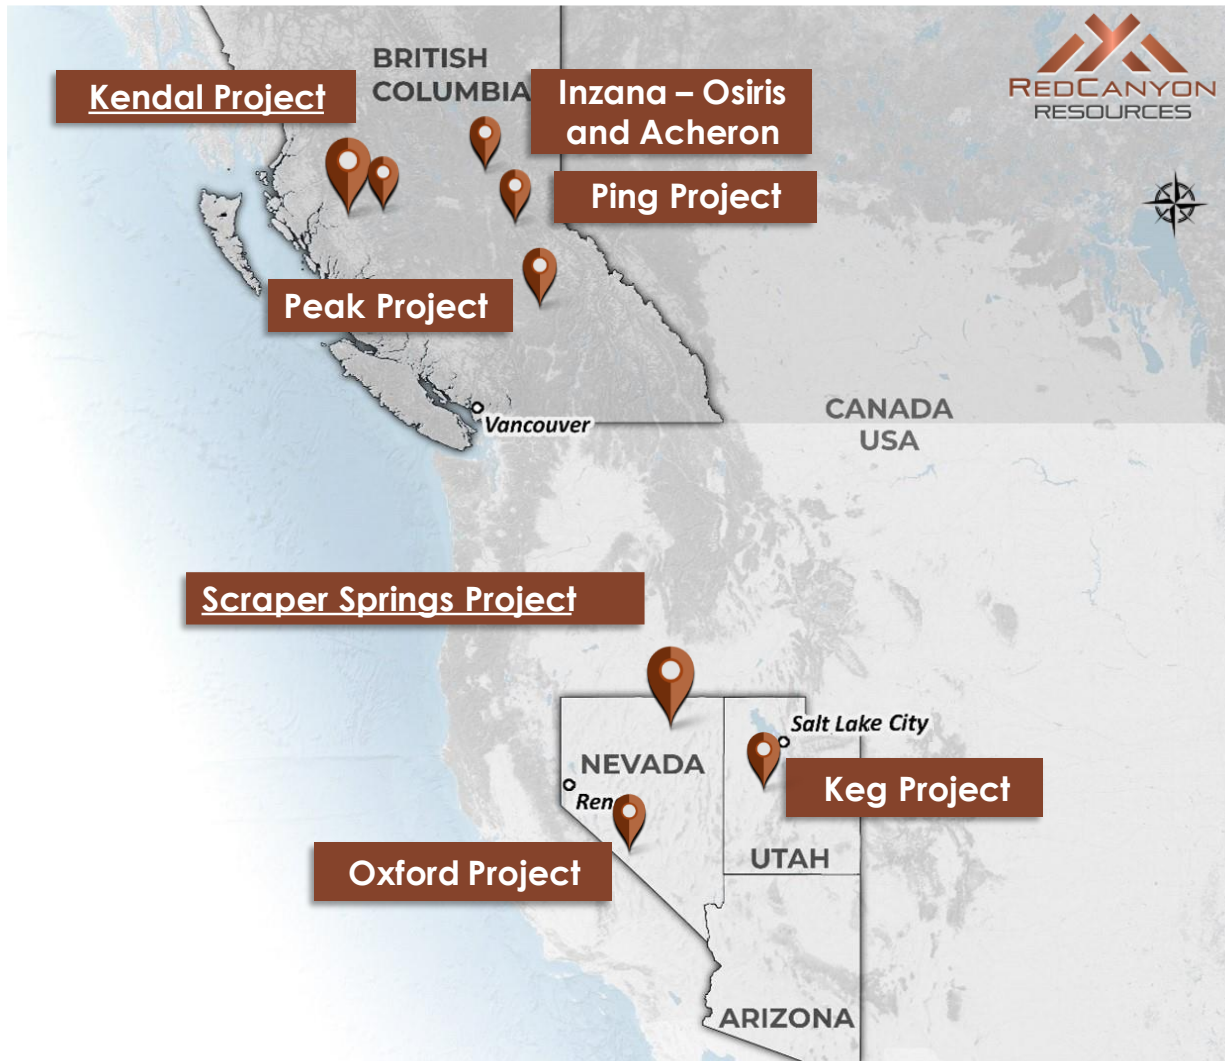 BRITISH
COLUMBIA
REDCANYON
RESOURCES
Kendal Project
Inzana – Osiris
and Acheron
Ping Project
Peak Project
Vancouver
CANADA
USA
Scraper Springs Project
Salt Lake City
NEVADA
Keg Project
Ren
UTAH
Oxford Project
ARIZONA